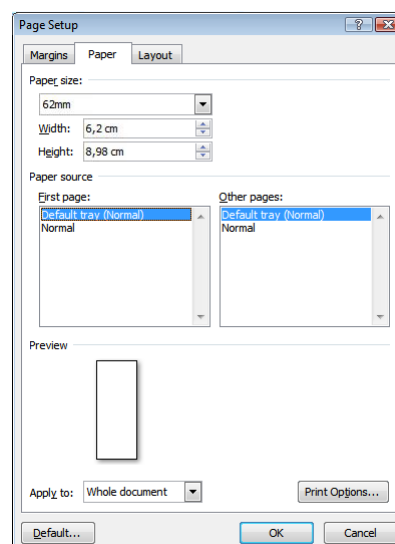 Page Setup
Margins Paper Layout
Paper size:
62mm
Width: 6,2 cm
Height: 8,98 cm
Paper source
First page: Other pages:
Default tray (Normal) Default tray (Normal)
Normal Normal
Preview
Apply to: Whole document Print Options...
Default... OK Cancel